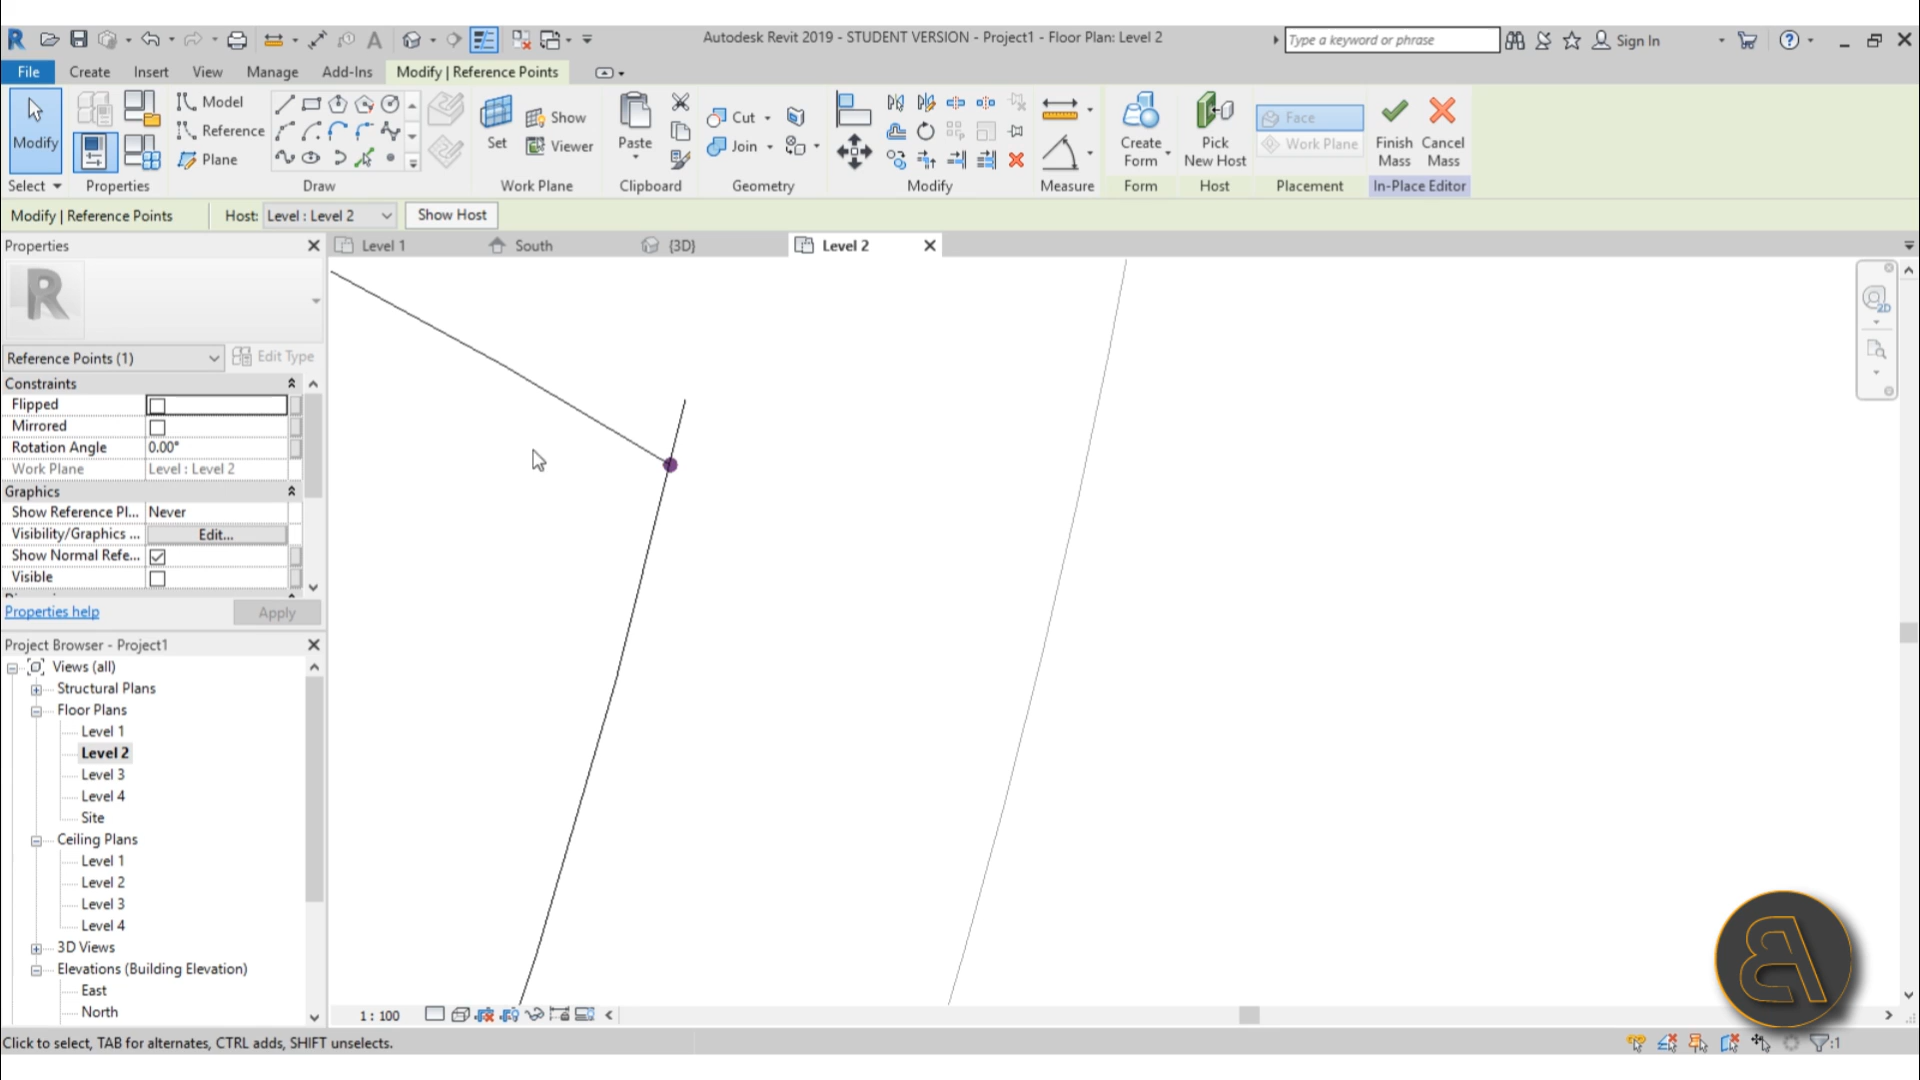 Autodesk Revit 2019 - STUDENT VERSION - Project1 - Floor Plan: Level 2
Type a keyword or phrase
Sign In
File Create Insert View Manage Add-Ins Modify | Reference Points
Modify
Model
Reference
Plane
Set
Show
Viewer
Paste
Cut
Join
Create Form
Pick New Host
Face
Work Plane
Finish Mass
Cancel Mass
Select Properties Draw Work Plane Clipboard Geometry Modify Measure Form Host Placement In-Place Editor
Modify | Reference Points Host: Level : Level 2 Show Host
Properties
Level 1 South {3D} Level 2
R
2D
Reference Points (1) Edit Type
Constraints
Flipped
Mirrored
Rotation Angle 0.00°
Work Plane Level : Level 2
Graphics
Show Reference Pl... Never
Visibility/Graphics ... Edit...
Show Normal Refe...
Visible
Properties help Apply
Project Browser - Project1
Views (all)
Structural Plans
Floor Plans
Level 1
Level 2
Level 3
Level 4
Site
Ceiling Plans
Level 1
Level 2
Level 3
Level 4
3D Views
Elevations (Building Elevation)
East
North
1 : 100
Click to select, TAB for alternates, CTRL adds, SHIFT unselects.
:1